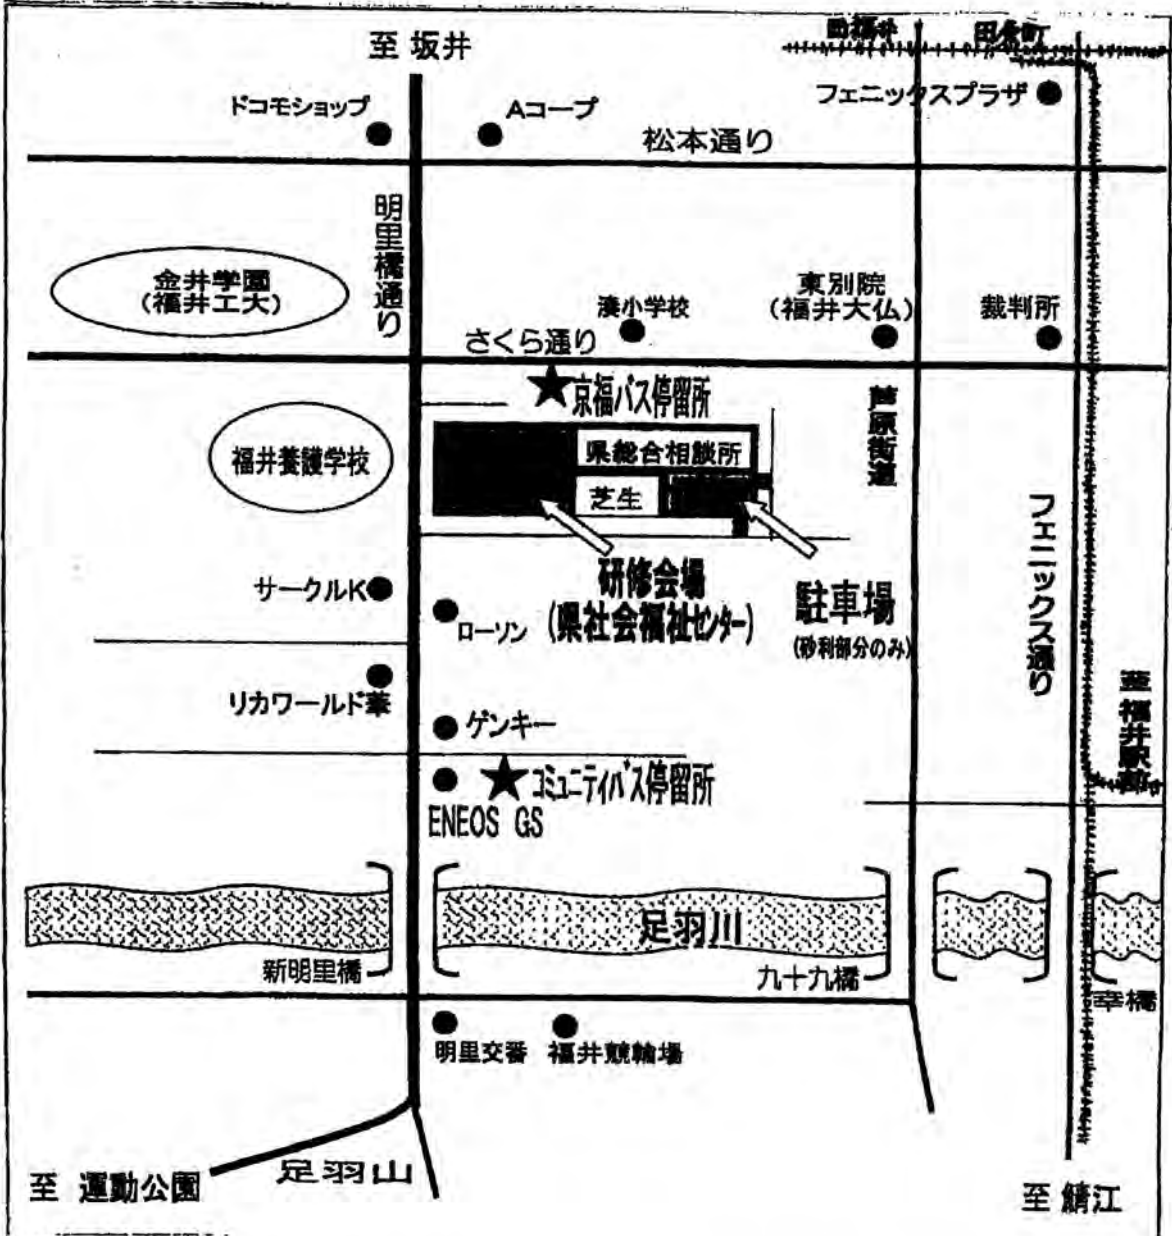 至 坂井
田原町
フェニックスプラザ
ドコモショップ
Aコープ
松本通り
明里橋通り
金井学園
(福井工大)
東別院
(福井大仏)
湊小学校
裁判所
さくら通り
京福バス停留所
芦原街道
県総合相談所
福井養護学校
芝生
フェニックス通り
研修会場
(県社会福祉センター)
駐車場
(砂利部分のみ)
サークルK
ローソン
リカワールド華
ゲンキー
至 福井駅前
コミュニティバス停留所
ENEOS GS
足羽川
新明里橋
九十九橋
幸橋
明里交番
福井競輪場
足羽山
至 運動公園
至 鯖江